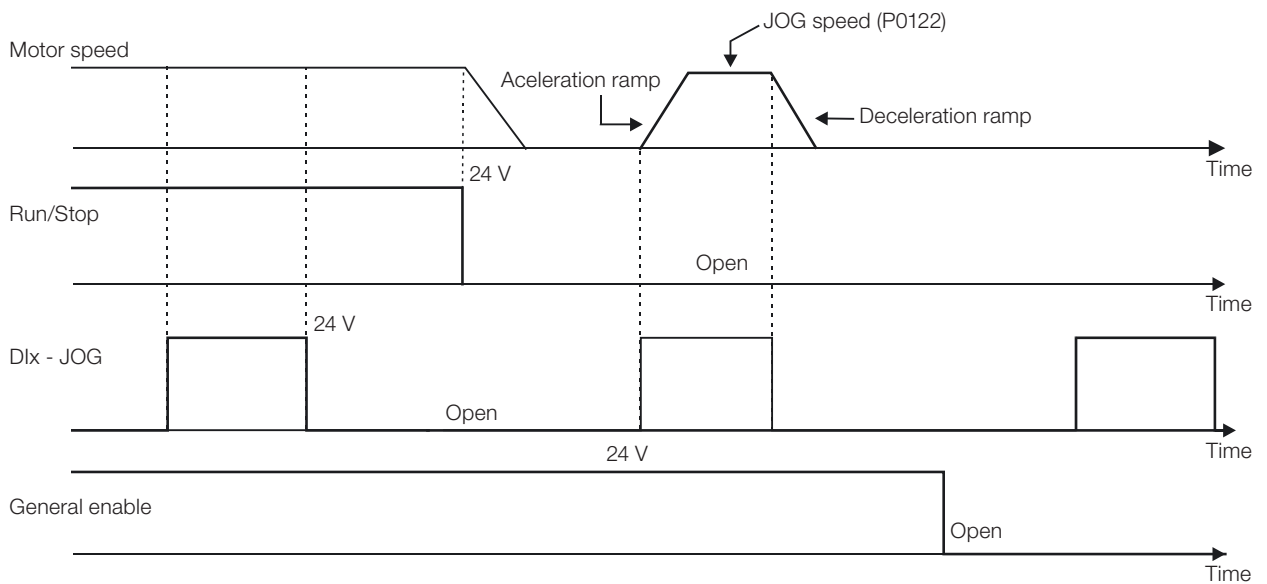 JOG speed (P0122)
Motor speed
Aceleration ramp
Deceleration ramp
Time
24 V
Run/Stop
Open
Time
24 V
DIx - JOG
Open
Time
24 V
General enable
Open
Time